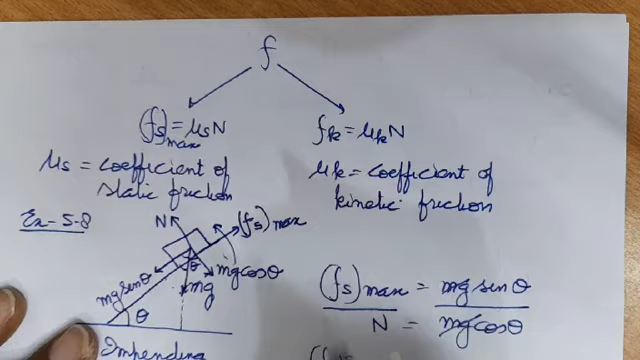 f
(fs)max = μsN
fk = μkN
μs = coefficient of
static friction
μk = coefficient of
kinetic friction
Ex-5.8
N
(fs)max
θ
mg sinθ
mg cosθ
mg
θ
Impending
(fs)max = mg sinθ
N = mg cosθ